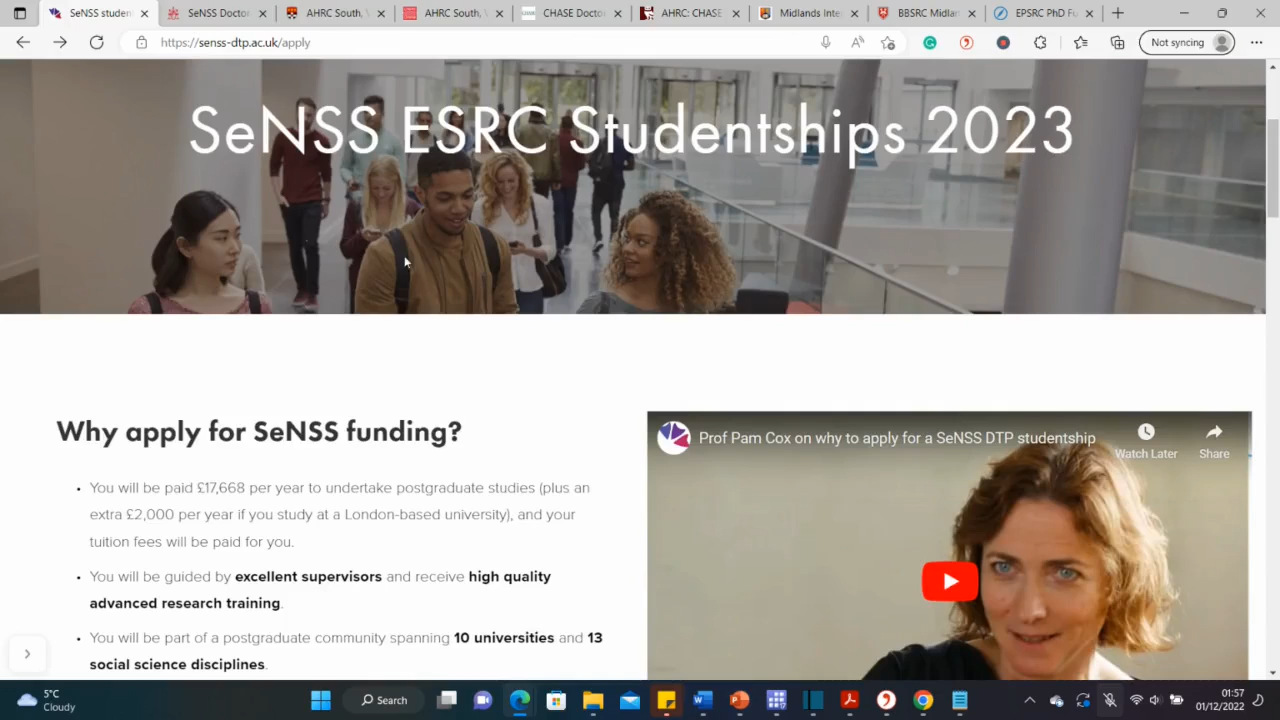 SeNSS student
SeNSS Doctor
AHRC South, V
AHRC South, V
CHASE Docto
AHRC: CHASE
Midlands Inte
BBSRC Midlar
EPSRC PhD Fu
https://senss-dtp.ac.uk/apply
Not syncing
SeNSS ESRC Studentships 2023
Why apply for SeNSS funding?
Prof Pam Cox on why to apply for a SeNSS DTP studentship
Watch Later
Share
• You will be paid £17,668 per year to undertake postgraduate studies (plus an
extra £2,000 per year if you study at a London-based university), and your
tuition fees will be paid for you.
• You will be guided by excellent supervisors and receive high quality
advanced research training.
• You will be part of a postgraduate community spanning 10 universities and 13
social science disciplines.
5°C
Cloudy
Search
01:57
01/12/2022